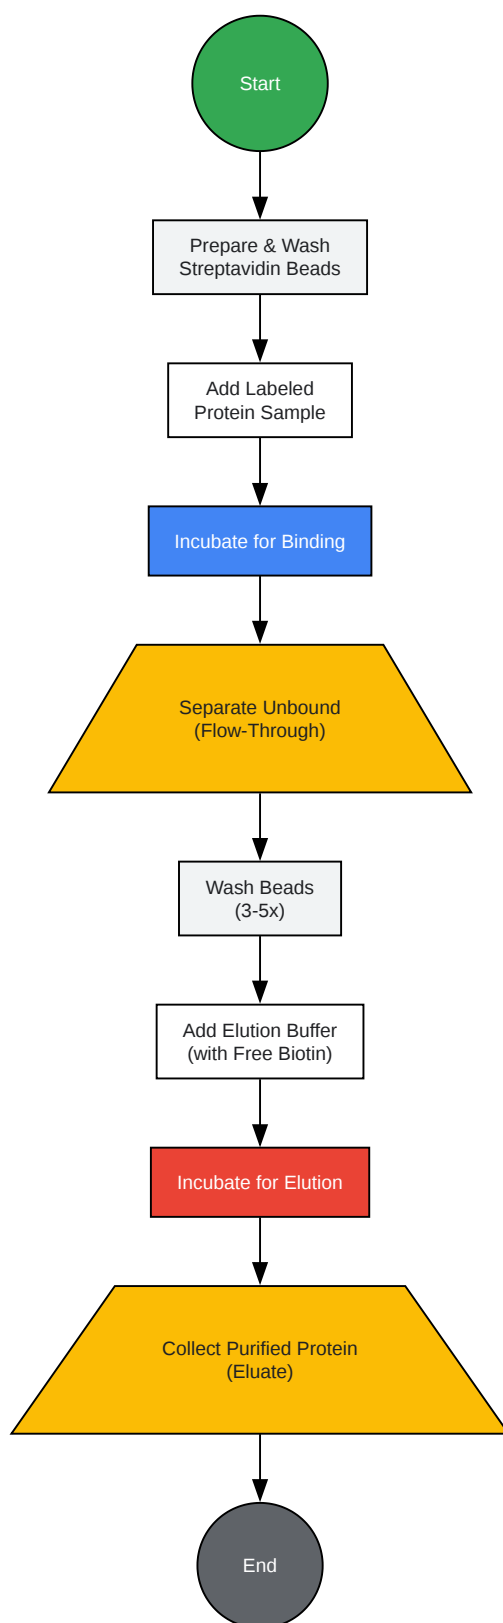 Start
Prepare & Wash
Streptavidin Beads
Add Labeled
Protein Sample
Incubate for Binding
Separate Unbound
(Flow-Through)
Wash Beads
(3-5x)
Add Elution Buffer
(with Free Biotin)
Incubate for Elution
Collect Purified Protein
(Eluate)
End